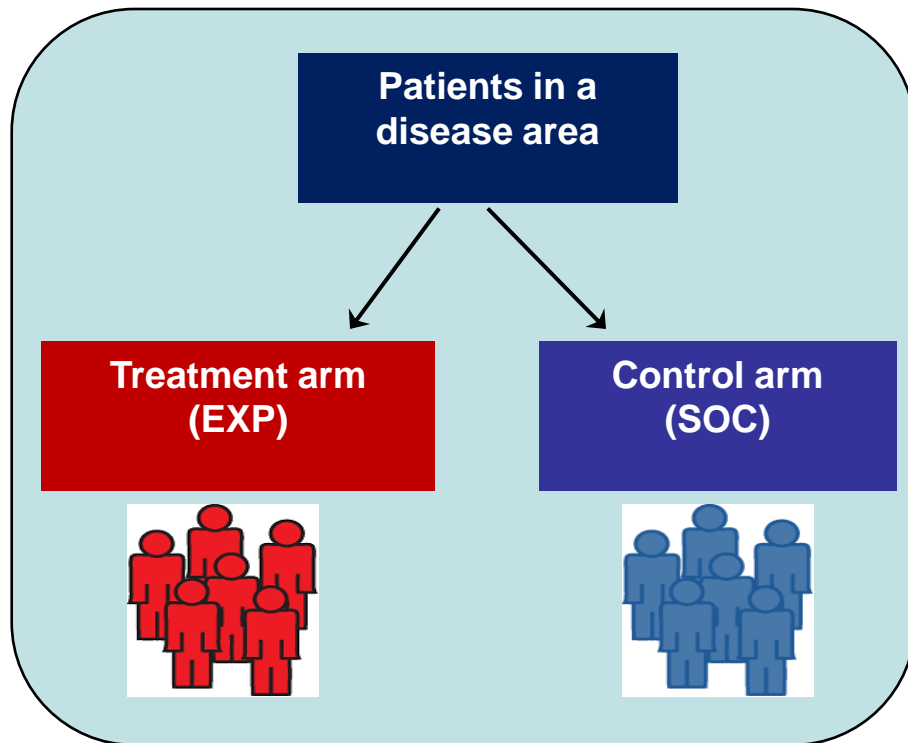 Patients in a
disease area
Treatment arm
(EXP)
Control arm
(SOC)